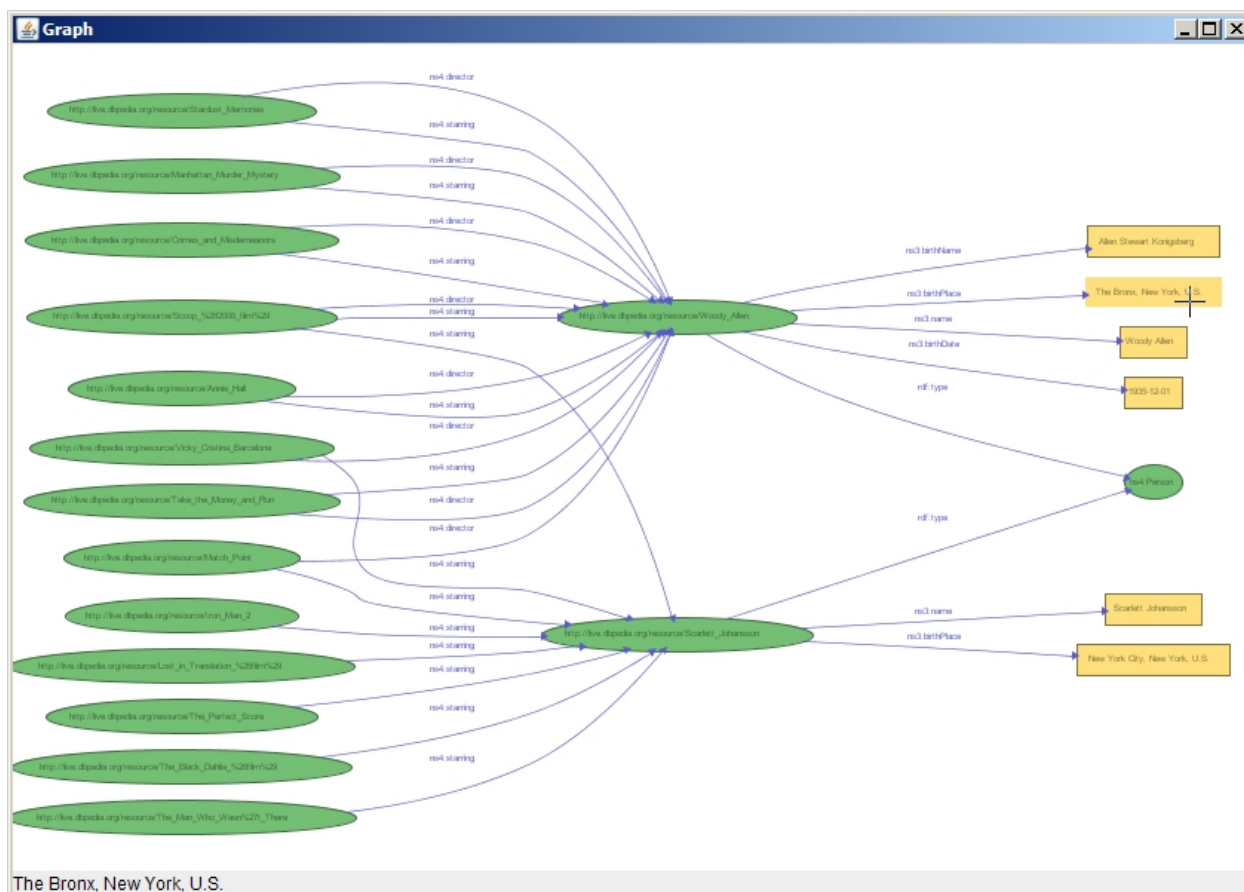 Graph
ns4:director
http://live.dbpedia.org/resource/Stardust_Memories
ns4:starring
ns4:director
http://live.dbpedia.org/resource/Manhattan_Murder_Mystery
ns4:starring
ns4:director
http://live.dbpedia.org/resource/Crimes_and_Misdemeanors
Allen Stewart Konigsberg
ns3:birthName
ns4:starring
ns3:birthPlace
The Bronx, New York, U.S.
ns4:director
ns4:starring
http://live.dbpedia.org/resource/Scoop_%282006_film%29
http://live.dbpedia.org/resource/Woody_Allen
ns3:name
Woody Allen
ns3:birthDate
ns4:director
http://live.dbpedia.org/resource/Annie_Hall
rdf:type
1935-12-01
ns4:starring
ns4:director
http://live.dbpedia.org/resource/Vicky_Cristina_Barcelona
ns4:starring
ns4:Person
http://live.dbpedia.org/resource/Take_the_Money_and_Run
ns4:director
rdf:type
ns4:director
http://live.dbpedia.org/resource/Match_Point
ns4:starring
ns4:starring
Scarlett Johansson
ns3:name
http://live.dbpedia.org/resource/Iron_Man_2
ns4:starring
http://live.dbpedia.org/resource/Scarlett_Johansson
ns3:birthPlace
ns4:starring
New York City, New York, U.S.
http://live.dbpedia.org/resource/Lost_in_Translation_%28film%29
ns4:starring
ns4:starring
http://live.dbpedia.org/resource/The_Perfect_Score
ns4:starring
http://live.dbpedia.org/resource/The_Black_Dahlia_%28film%29
http://live.dbpedia.org/resource/The_Man_Who_Wasn%27t_There
The Bronx, New York, U.S.